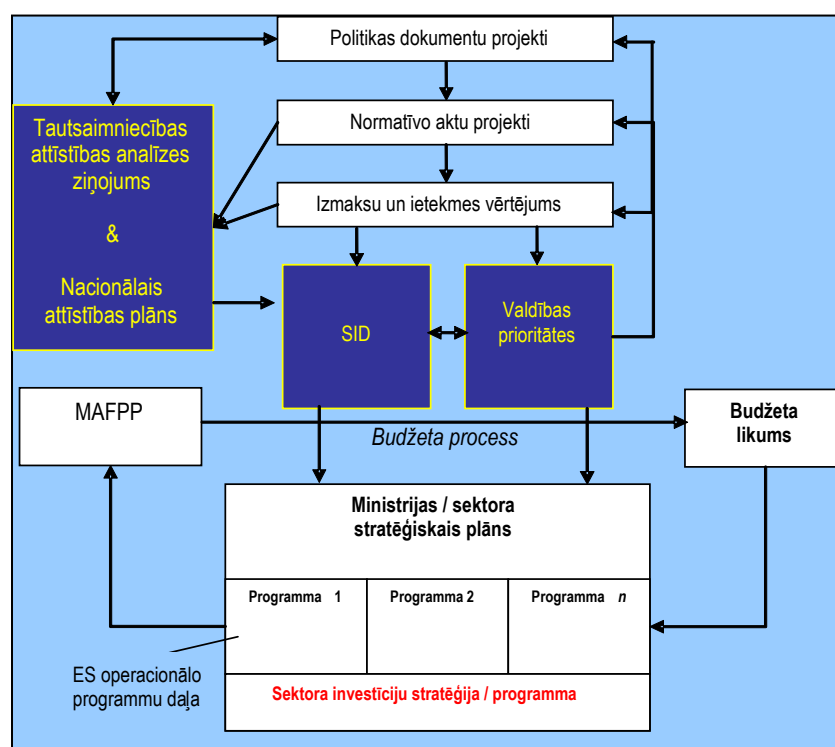 Politikas dokumentu projekti
Tautsaimniecības
attīstības analīzes
ziņojums
&
Nacionālais
attīstības plāns
Normatīvo aktu projekti
Izmaksu un ietekmes vērtējums
SID
Valdības
prioritātes
MAFPP
Budžeta process
Budžeta
likums
Ministrijas / sektora
stratēģiskais plāns
Programma 1
Programma 2
Programma n
ES operacionālo
programmu daļa
Sektora investīciju stratēģija / programma